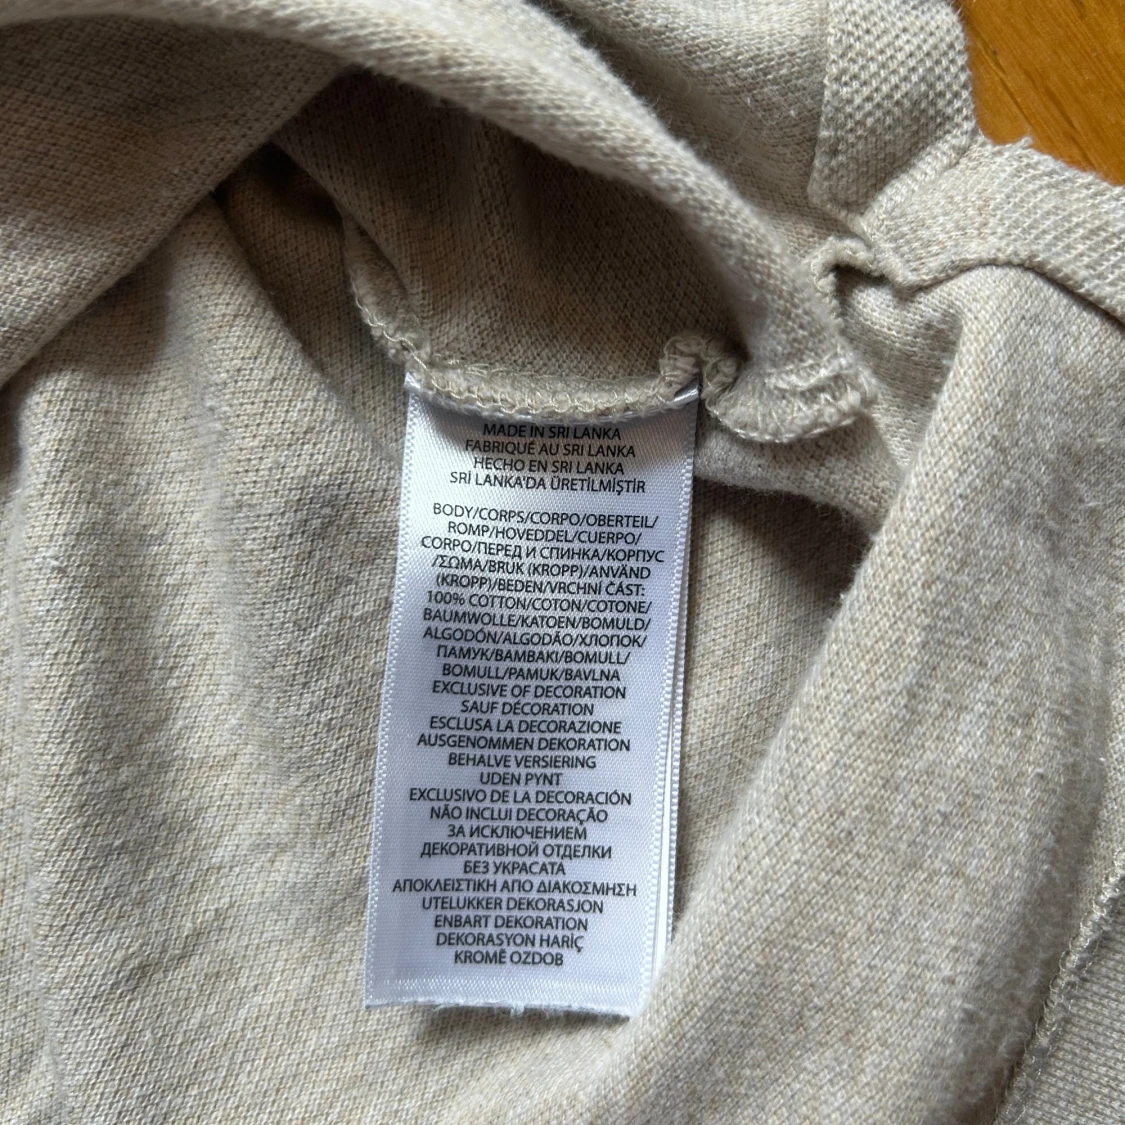 MADE IN SRI LANKA
FABRIQUÉ AU SRI LANKA
HECHO EN SRI LANKA
SRİ LANKA'DA ÜRETİLMİŞTİR
BODY/CORPS/CORPO/OBERTEIL/
ROMP/HOVEDDEL/CUERPO/
CORPO/ПЕРЕД И СПИНКА/КОРПУС
/ΣΩΜΑ/BRUK (KROPP)/ANVÄND
(KROPP)/BEDEN/VRCHNÍ ČÁST:
100% COTTON/COTON/COTONE/
BAUMWOLLE/KATOEN/BOMULD/
ALGODÓN/ALGODÃO/ХЛОПОК/
ПАМУК/ΒΑΜΒΑΚΙ/BOMULL/
BOMULL/PAMUK/BAVLNA
EXCLUSIVE OF DECORATION
SAUF DÉCORATION
ESCLUSA LA DECORAZIONE
AUSGENOMMEN DEKORATION
BEHALVE VERSIERING
UDEN PYNT
EXCLUSIVO DE LA DECORACIÓN
NÃO INCLUI DECORAÇÃO
ЗА ИСКЛЮЧЕНИЕМ
ДЕКОРАТИВНОЙ ОТДЕЛКИ
БЕЗ УКРАСАТА
ΑΠΟΚΛΕΙΣΤΙΚΗ ΑΠΟ ΔΙΑΚΟΣΜΗΣΗ
UTELUKKER DEKORASJON
ENBART DEKORATION
DEKORASYON HARİÇ
KROMĚ OZDOB